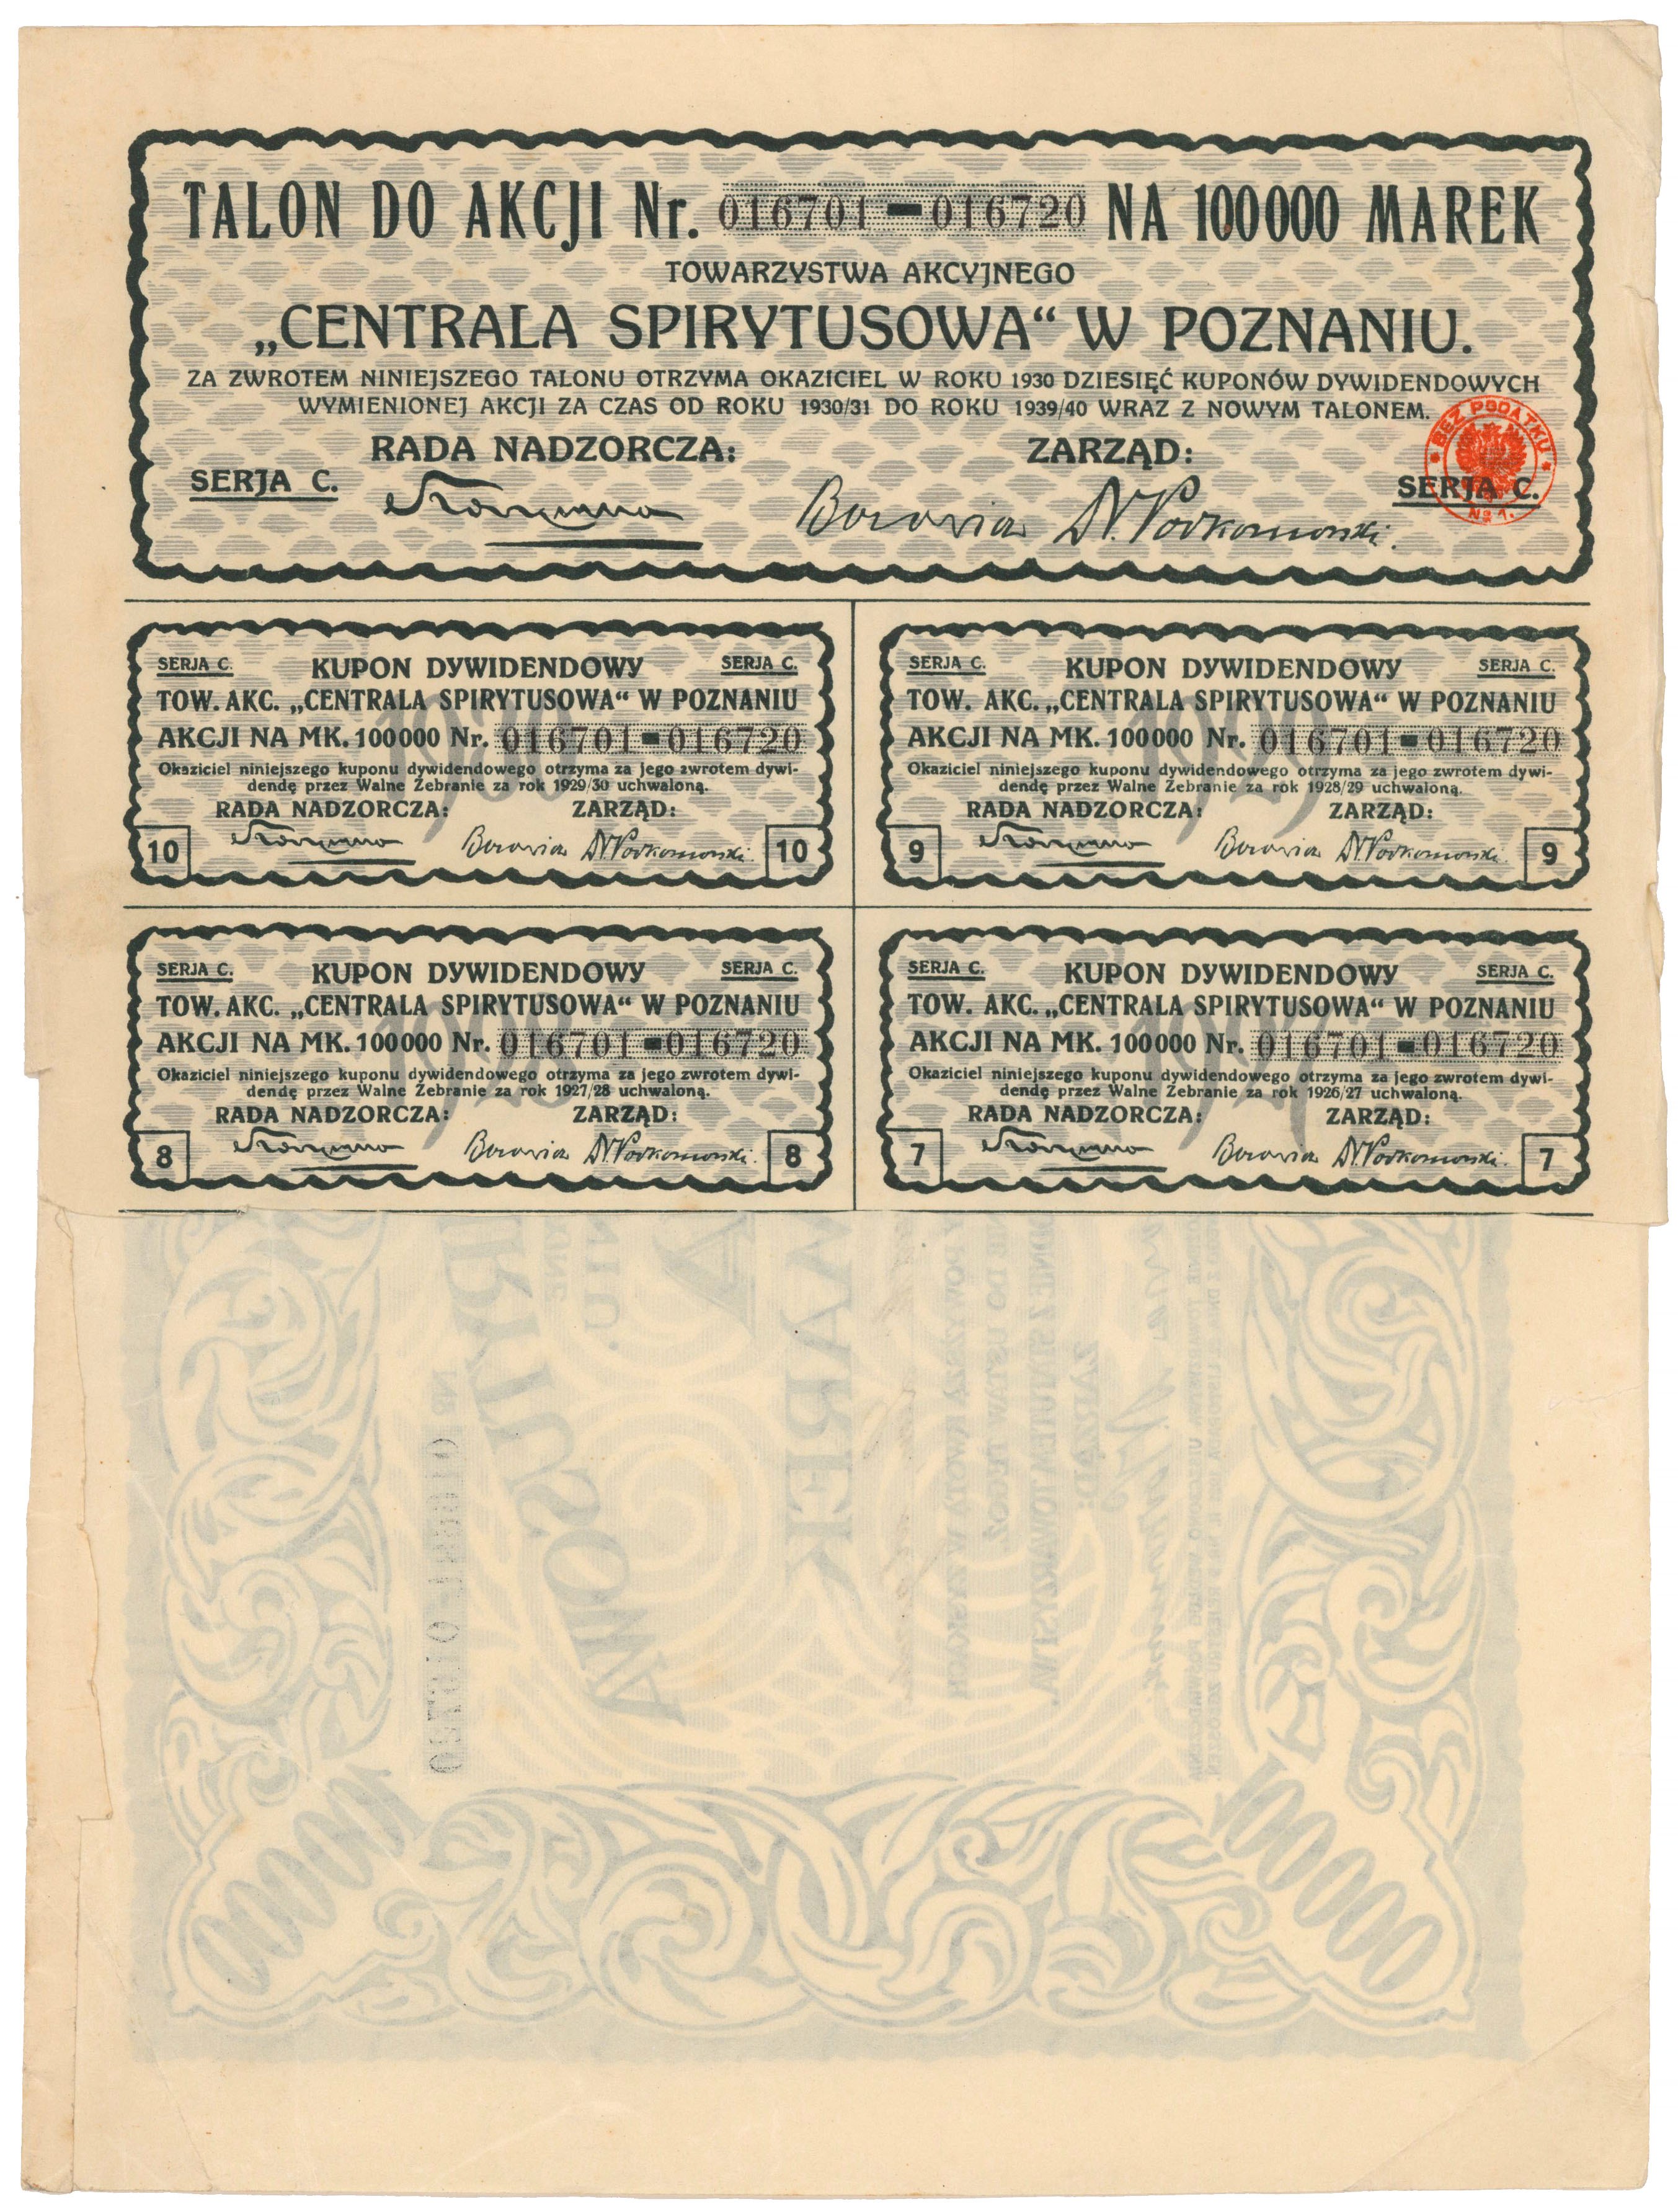 TALON DO AKCJI Nr. 016701 - 016720 NA 100000 MAREK
TOWARZYSTWA AKCYJNEGO
„CENTRALA SPIRYTUSOWA“ W POZNANIU.
ZA ZWROTEM NINIEJSZEGO TALONU OTRZYMA OKAZICIEL W ROKU 1930 DZIESIĘĆ KUPONÓW DYWIDENDOWYCH
WYMIENIONEJ AKCJI ZA CZAS OD ROKU 1930/31 DO ROKU 1939/40 WRAZ Z NOWYM TALONEM.
RADA NADZORCZA: ZARZĄD:
SERJA C. SERJA C.
BEZ PODATKU
No 1.
SERJA C. KUPON DYWIDENDOWY SERJA C.
TOW. AKC. „CENTRALA SPIRYTUSOWA“ W POZNANIU
AKCJI NA MK. 100000 Nr. 016701 - 016720
Okaziciel niniejszego kuponu dywidendowego otrzyma za jego zwrotem dywi-
dendę przez Walne Zebranie za rok 1929/30 uchwaloną.
RADA NADZORCZA: ZARZĄD:
10 10
1930
SERJA C. KUPON DYWIDENDOWY SERJA C.
TOW. AKC. „CENTRALA SPIRYTUSOWA“ W POZNANIU
AKCJI NA MK. 100000 Nr. 016701 - 016720
Okaziciel niniejszego kuponu dywidendowego otrzyma za jego zwrotem dywi-
dendę przez Walne Zebranie za rok 1928/29 uchwaloną.
RADA NADZORCZA: ZARZĄD:
9 9
1929
SERJA C. KUPON DYWIDENDOWY SERJA C.
TOW. AKC. „CENTRALA SPIRYTUSOWA“ W POZNANIU
AKCJI NA MK. 100000 Nr. 016701 - 016720
Okaziciel niniejszego kuponu dywidendowego otrzyma za jego zwrotem dywi-
dendę przez Walne Zebranie za rok 1927/28 uchwaloną.
RADA NADZORCZA: ZARZĄD:
8 8
1928
SERJA C. KUPON DYWIDENDOWY SERJA C.
TOW. AKC. „CENTRALA SPIRYTUSOWA“ W POZNANIU
AKCJI NA MK. 100000 Nr. 016701 - 016720
Okaziciel niniejszego kuponu dywidendowego otrzyma za jego zwrotem dywi-
dendę przez Walne Zebranie za rok 1926/27 uchwaloną.
RADA NADZORCZA: ZARZĄD:
7 7
1927
MAREK
100000
100000